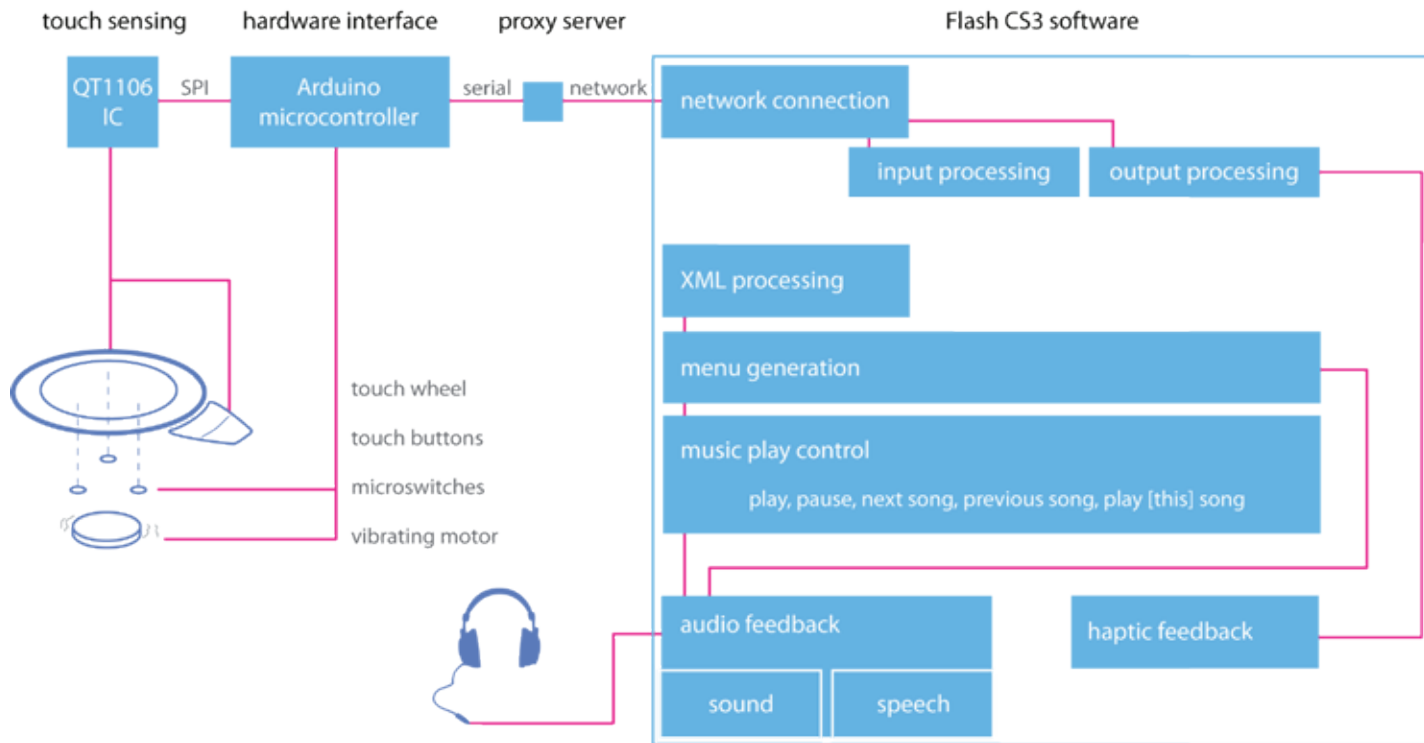 touch sensing
hardware interface
proxy server
Flash CS3 software
QT1106
IC
SPI
Arduino
microcontroller
serial
network
network connection
input processing
output processing
XML processing
menu generation
touch wheel
touch buttons
microswitches
vibrating motor
music play control
play, pause, next song, previous song, play [this] song
audio feedback
haptic feedback
sound
speech